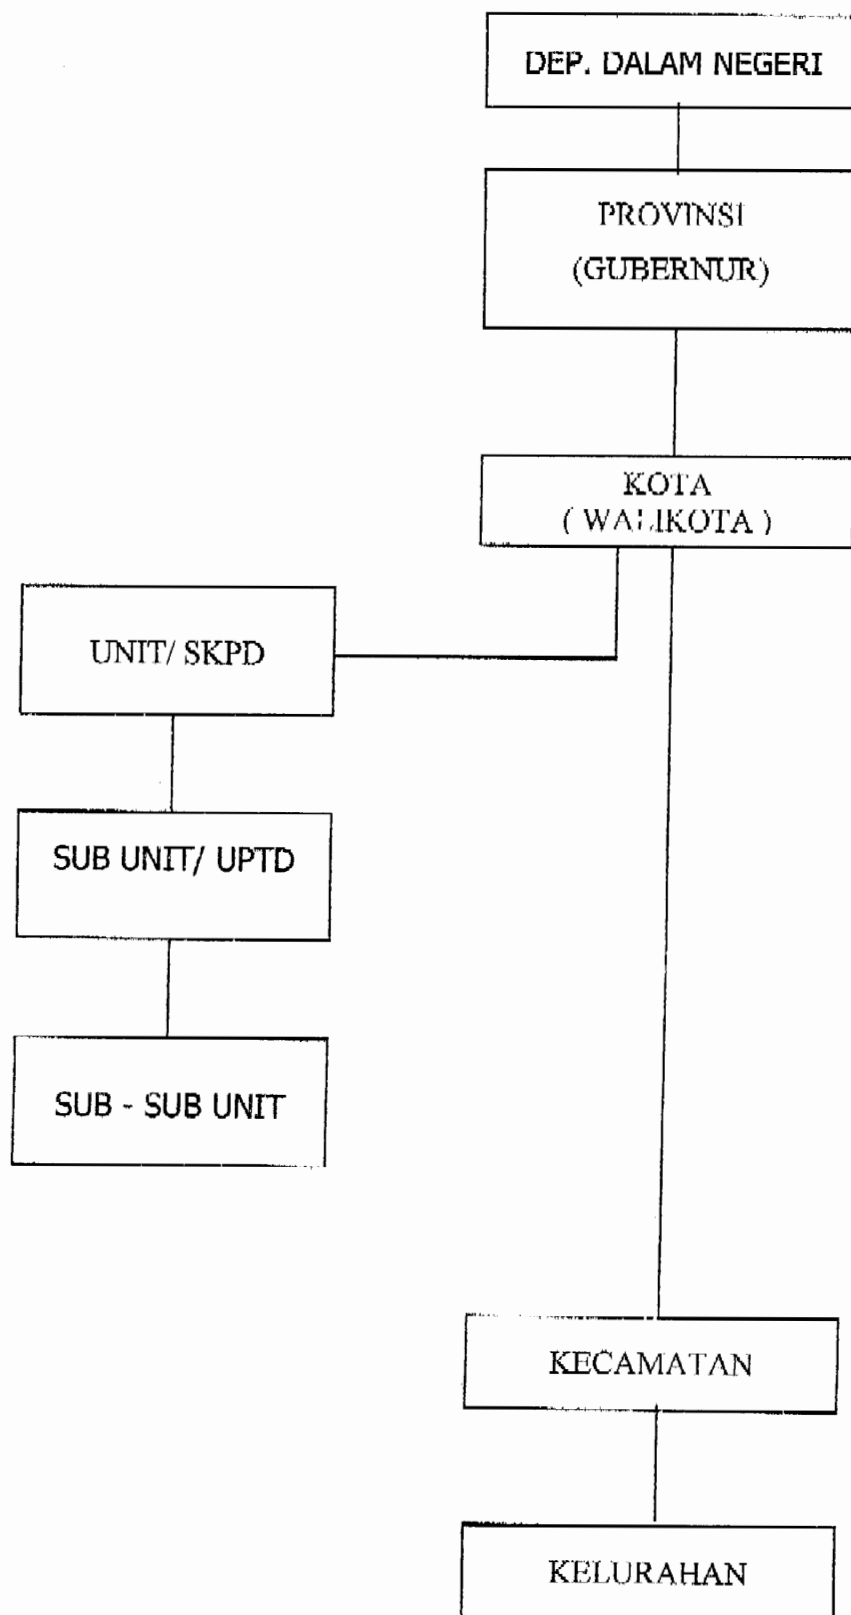 DEP. DALAM NEGERI
PROVINSI
(GUBERNUR)
KOTA
( WALIKOTA )
UNIT/ SKPD
SUB UNIT/ UPTD
SUB - SUB UNIT
KECAMATAN
KELURAHAN